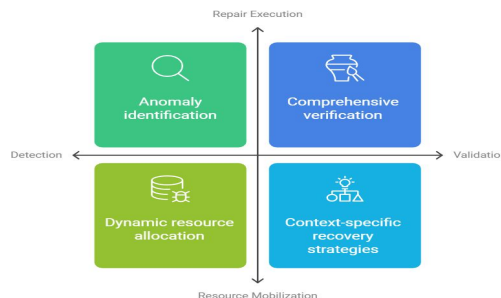 Repair Execution
Anomaly
identification
Comprehensive
verification
Detection
Validatio
Dynamic resource
allocation
Context-specific
recovery
strategies
Resource Mobilization